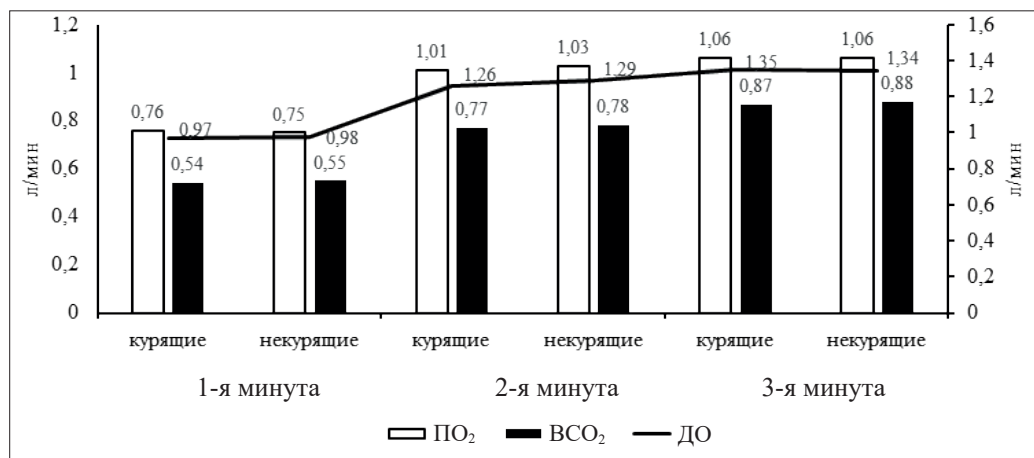 1,2
1
0,8
0,6
0,4
0,2
0
л/мин
1,6
1,4
1,2
1
0,8
0,6
0,4
0,2
0
л/мин
0,76 0,97 0,54
0,75 0,98 0,55
1,01 1,26 0,77
1,03 1,29 0,78
1,06 1,35 0,87
1,06 1,34 0,88
курящие некурящие курящие некурящие курящие некурящие
1-я минута 2-я минута 3-я минута
ПО₂ ВСО₂ ДО